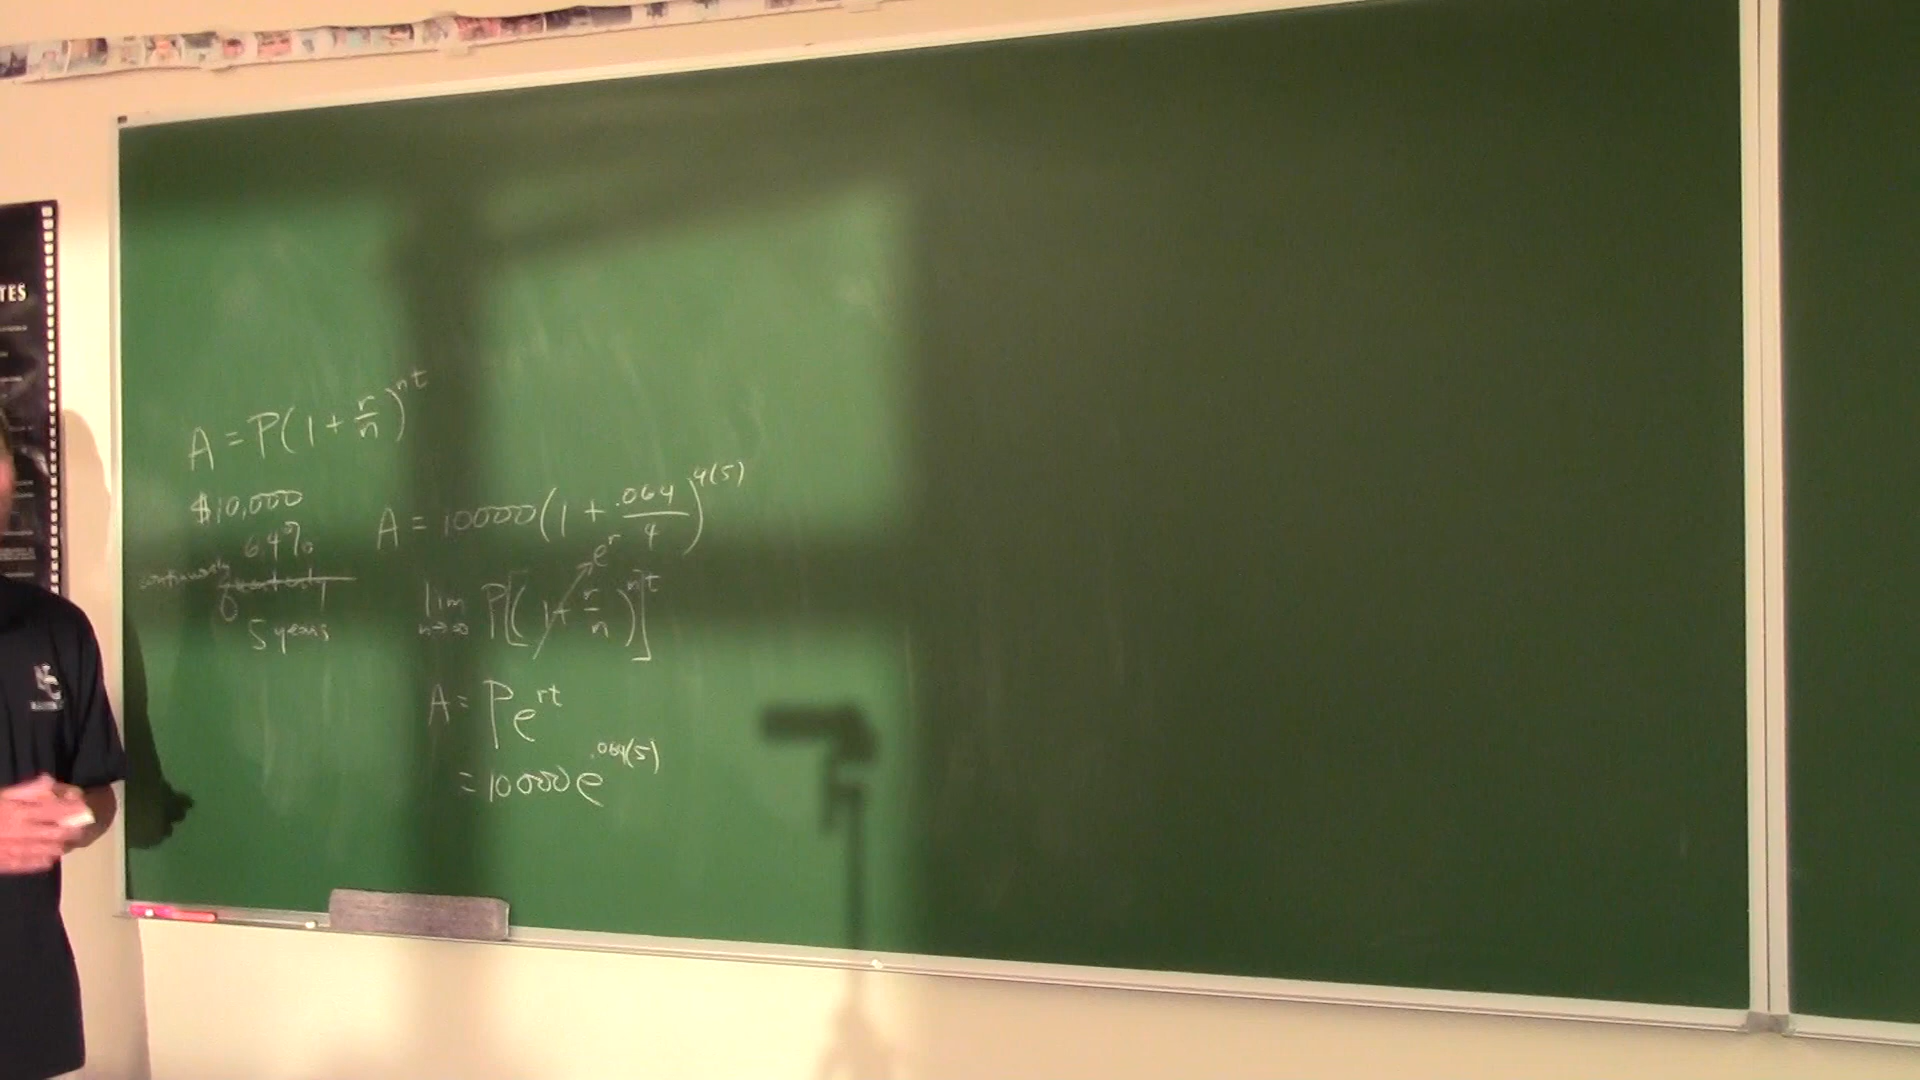 TES
A = P(1 + r/n)^nt
$10,000
6.4%
continuously quarterly
5 years
A = 10000(1 + .064/4)^4(5)
e^r
lim n→∞ P[(1 + r/n)^n]^t
A = Pe^rt
= 10000e^.064(5)